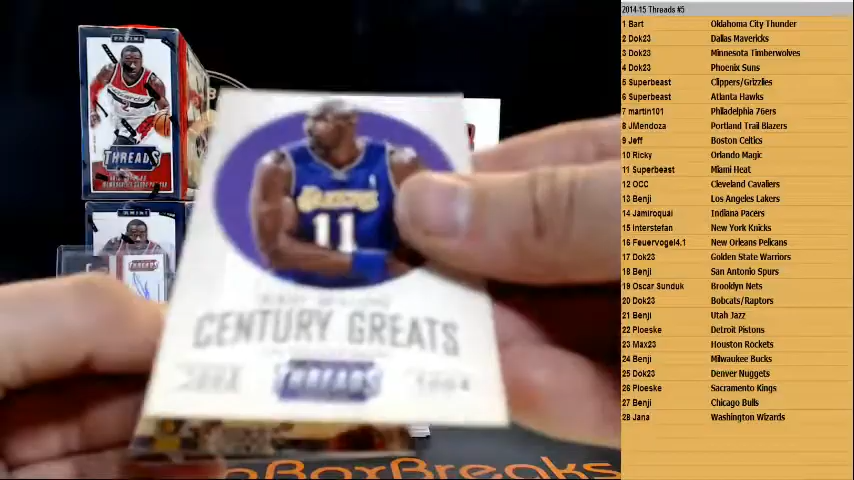 PANINI
THREADS
PANINI
THREADS
Lakers
11
CENTURY GREATS
THREADS
BoxBreaks
2014-15 Threads #5
1 Bart Oklahoma City Thunder
2 Dok23 Dallas Mavericks
3 Dok23 Minnesota Timberwolves
4 Dok23 Phoenix Suns
5 Superbeast Clippers/Grizzlies
6 Superbeast Atlanta Hawks
7 martin101 Philadelphia 76ers
8 JMendoza Portland Trail Blazers
9 Jeff Boston Celtics
10 Ricky Orlando Magic
11 Superbeast Miami Heat
12 OCC Cleveland Cavaliers
13 Benji Los Angeles Lakers
14 Jamiroquai Indiana Pacers
15 Interstefan New York Knicks
16 Feuervogel4.1 New Orleans Pelicans
17 Dok23 Golden State Warriors
18 Benji San Antonio Spurs
19 Oscar Sunduk Brooklyn Nets
20 Dok23 Bobcats/Raptors
21 Benji Utah Jazz
22 Ploeske Detroit Pistons
23 Max23 Houston Rockets
24 Benji Milwaukee Bucks
25 Dok23 Denver Nuggets
26 Ploeske Sacramento Kings
27 Benji Chicago Bulls
28 Jana Washington Wizards